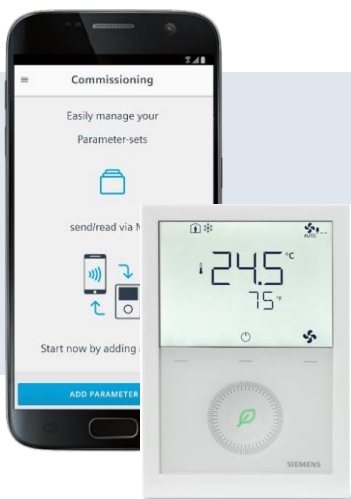 Commissioning
Easily manage your
Parameter-sets
send/read via
Start now by adding
ADD PARAMETER
24.5 °C
75 °F
AUTO
SIEMENS